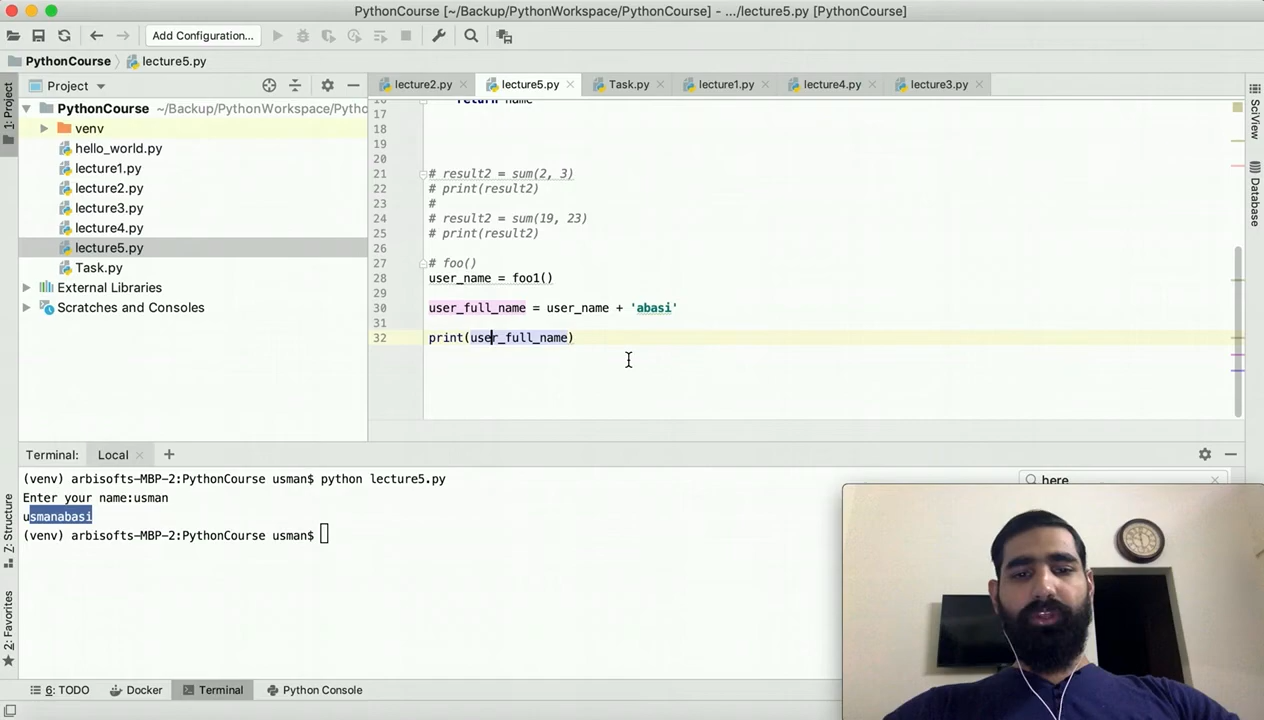 PythonCourse [~/Backup/PythonWorkspace/PythonCourse] - .../lecture5.py [PythonCourse]
Add Configuration...
PythonCourse
lecture5.py
1: Project
Project
lecture2.py
lecture5.py
Task.py
lecture1.py
lecture4.py
lecture3.py
PythonCourse ~/Backup/PythonWorkspace/Pytho
venv
hello_world.py
lecture1.py
lecture2.py
lecture3.py
lecture4.py
lecture5.py
Task.py
External Libraries
Scratches and Consoles
16 return name
17
18
19
20
21 # result2 = sum(2, 3)
22 # print(result2)
23 #
24 # result2 = sum(19, 23)
25 # print(result2)
26
27 # foo()
28 user_name = foo1()
29
30 user_full_name = user_name + 'abasi'
31
32 print(user_full_name)
SciView
Database
Terminal: Local
(venv) arbisofts-MBP-2:PythonCourse usman$ python lecture5.py
Enter your name:usman
usmanabasi
(venv) arbisofts-MBP-2:PythonCourse usman$
here
Z: Structure
2: Favorites
6: TODO
Docker
Terminal
Python Console